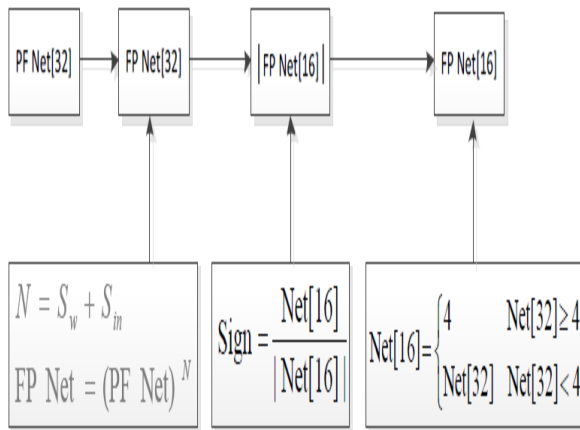 PF Net[32]
FP Net[32]
|FP Net[16]|
FP Net[16]
N = S_w + S_in
FP Net = (PF Net)^N
Sign = Net[16] / |Net[16]|
Net[16]= { 4 Net[32]≥4
Net[32] Net[32]<4